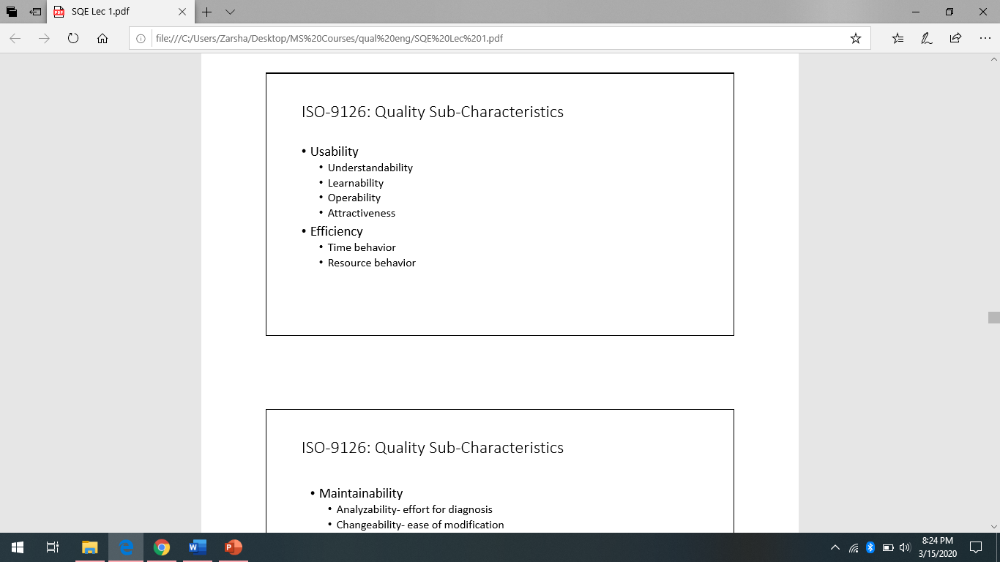 SQE Lec 1.pdf
file:///C:/Users/Zarsha/Desktop/MS%20Courses/qual%20eng/SQE%20Lec%201.pdf
ISO-9126: Quality Sub-Characteristics
• Usability
• Understandability
• Learnability
• Operability
• Attractiveness
• Efficiency
• Time behavior
• Resource behavior
ISO-9126: Quality Sub-Characteristics
• Maintainability
• Analyzability- effort for diagnosis
• Changeability- ease of modification
8:24 PM
3/15/2020